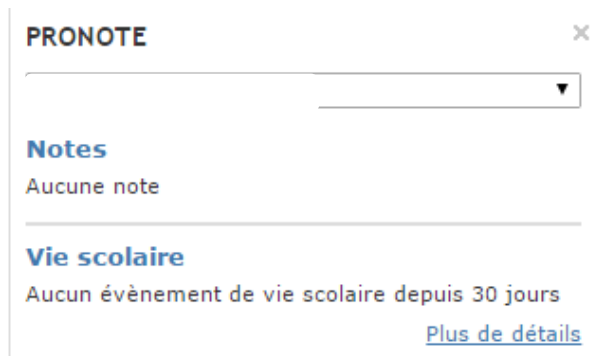 PRONOTE
Notes
Aucune note
Vie scolaire
Aucun évènement de vie scolaire depuis 30 jours
Plus de détails